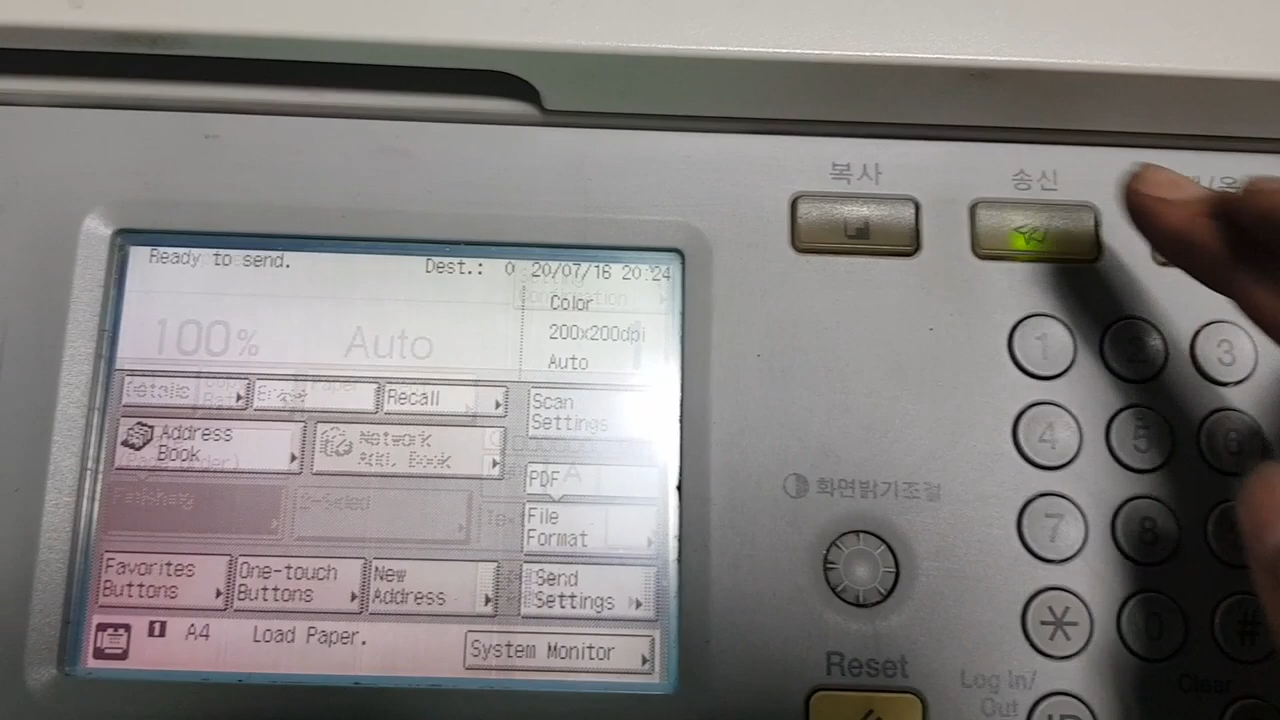 복사
송신
Ready to send.
Dest.: 0 20/07/16 20:24
Color
100% Auto
200x200dpi
Auto
Details
Recall
Scan
Settings
Address
Book
Network
Book
PDF
File
Format
Favorites
Buttons
One-touch
Buttons
New
Address
Send
Settings
1 A4 Load Paper.
System Monitor
화면밝기조절
1 2 3
4 5 6
7 8
* 0 #
Reset
Log In/
Out
Clear
ID